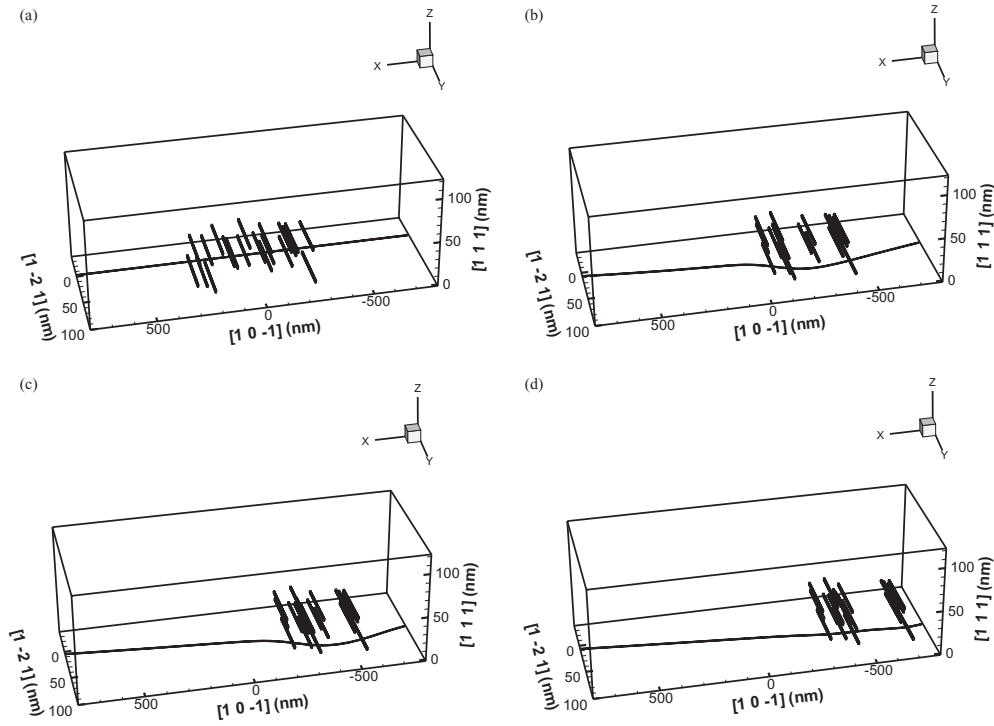 (a)
Z
X
Y
[1 -2 1] (nm)
0
50
100
500
0
-500
[1 0 -1] (nm)
100
50
0
[1 1 1] (nm)
(b)
Z
X
Y
[1 -2 1] (nm)
0
50
100
500
0
-500
[1 0 -1] (nm)
100
50
0
[1 1 1] (nm)
(c)
Z
X
Y
[1 -2 1] (nm)
0
50
100
500
0
-500
[1 0 -1] (nm)
100
50
0
[1 1 1] (nm)
(d)
Z
X
Y
[1 -2 1] (nm)
0
50
100
500
0
-500
[1 0 -1] (nm)
100
50
0
[1 1 1] (nm)